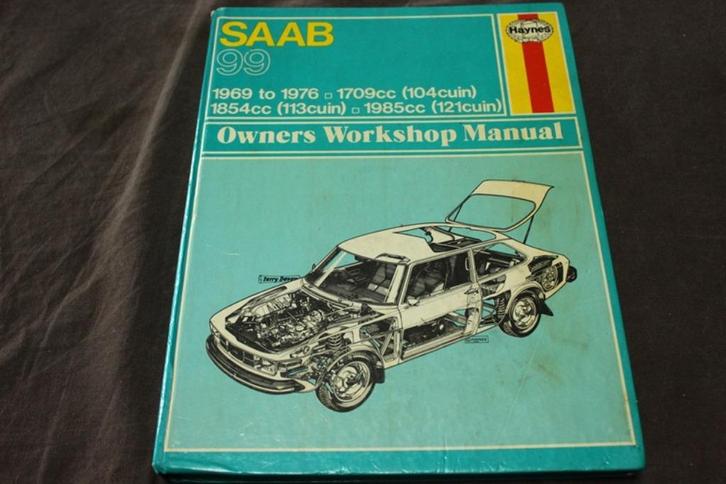 SAAB
Haynes
99
1969 to 1976 □ 1709cc (104cuin)
1854cc (113cuin) □ 1985cc (121cuin)
Owners Workshop Manual